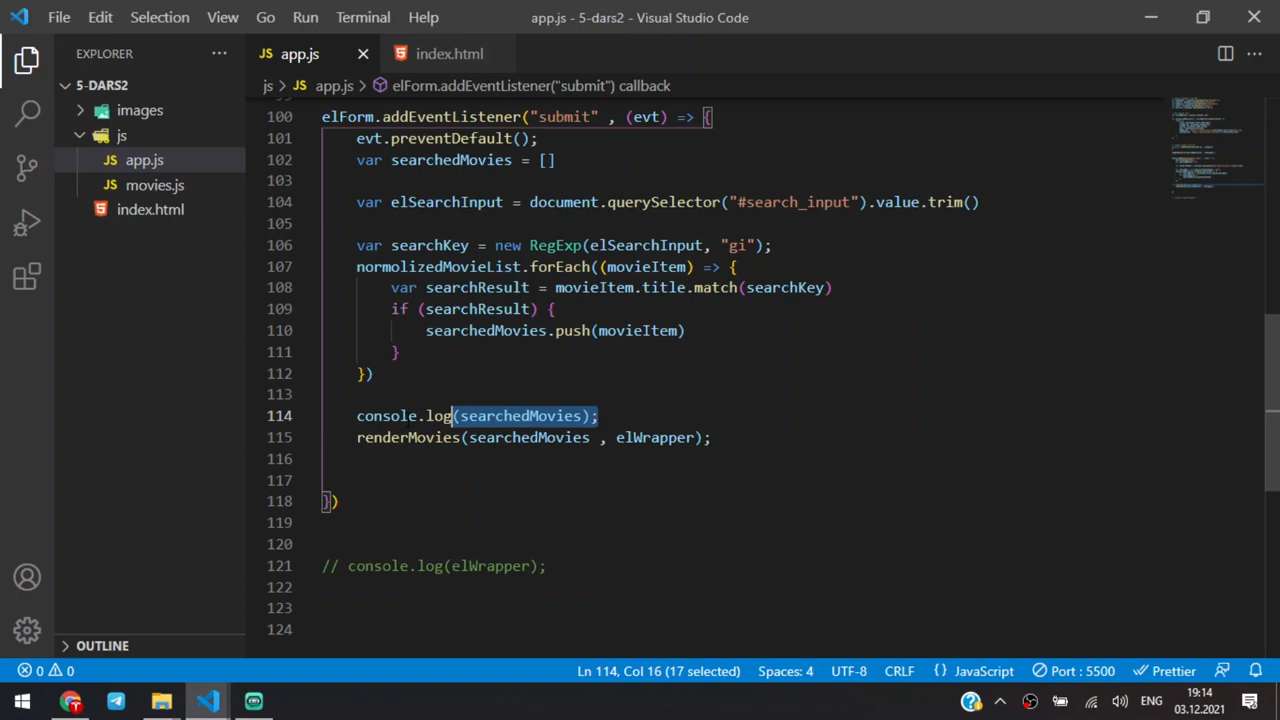 File Edit Selection View Go Run Terminal Help app.js - 5-dars2 - Visual Studio Code
EXPLORER ··· JS app.js index.html
5-DARS2 js > JS app.js > elForm.addEventListener("submit") callback
images
js
JS app.js
JS movies.js
index.html
100 elForm.addEventListener("submit" , (evt) => {
101 evt.preventDefault();
102 var searchedMovies = []
103
104 var elSearchInput = document.querySelector("#search_input").value.trim()
105
106 var searchKey = new RegExp(elSearchInput, "gi");
107 normolizedMovieList.forEach((movieItem) => {
108 var searchResult = movieItem.title.match(searchKey)
109 if (searchResult) {
110 searchedMovies.push(movieItem)
111 }
112 })
113
114 console.log(searchedMovies);
115 renderMovies(searchedMovies , elWrapper);
116
117
118 })
119
120
121 // console.log(elWrapper);
122
123
124
OUTLINE
0 0 Ln 114, Col 16 (17 selected) Spaces: 4 UTF-8 CRLF {} JavaScript Port : 5500 Prettier
ENG 19:14
03.12.2021